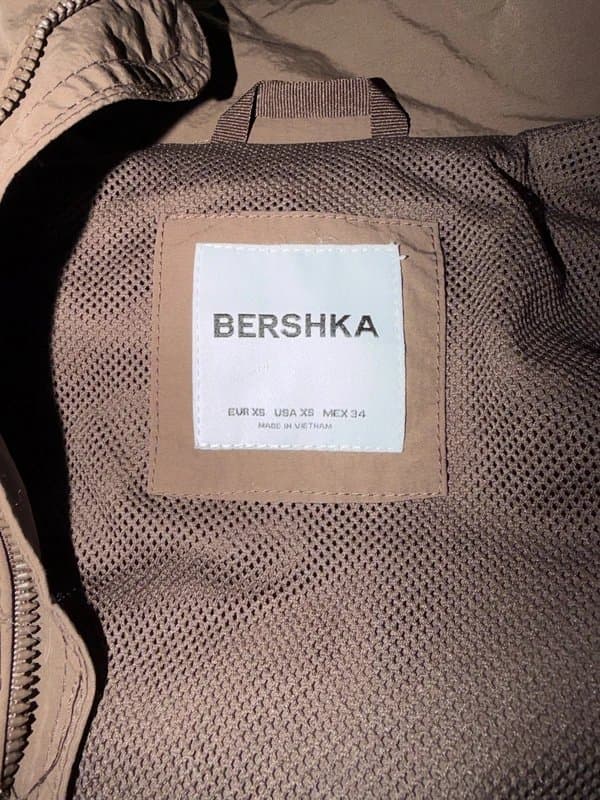 BERSHKA
EUR XS USA XS MEX 34
MADE IN VIETNAM